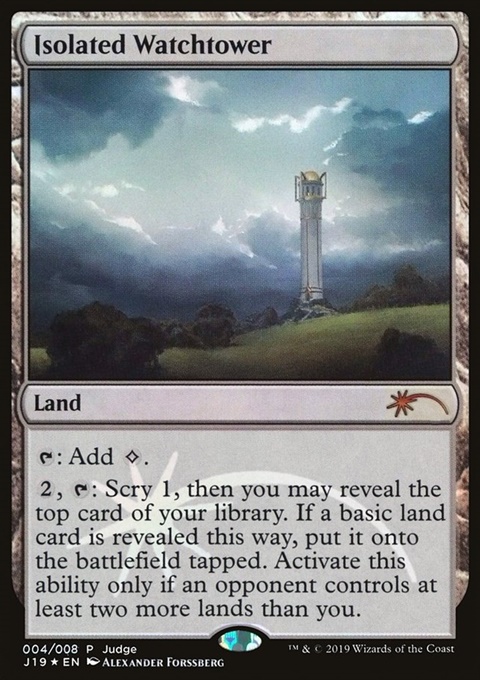 Isolated Watchtower
Land
: Add .
2, : Scry 1, then you may reveal the
top card of your library. If a basic land
card is revealed this way, put it onto
the battlefield tapped. Activate this
ability only if an opponent controls at
least two more lands than you.
004/008 P Judge
J19 ★ EN Alexander Forssberg
™ & © 2019 Wizards of the Coast